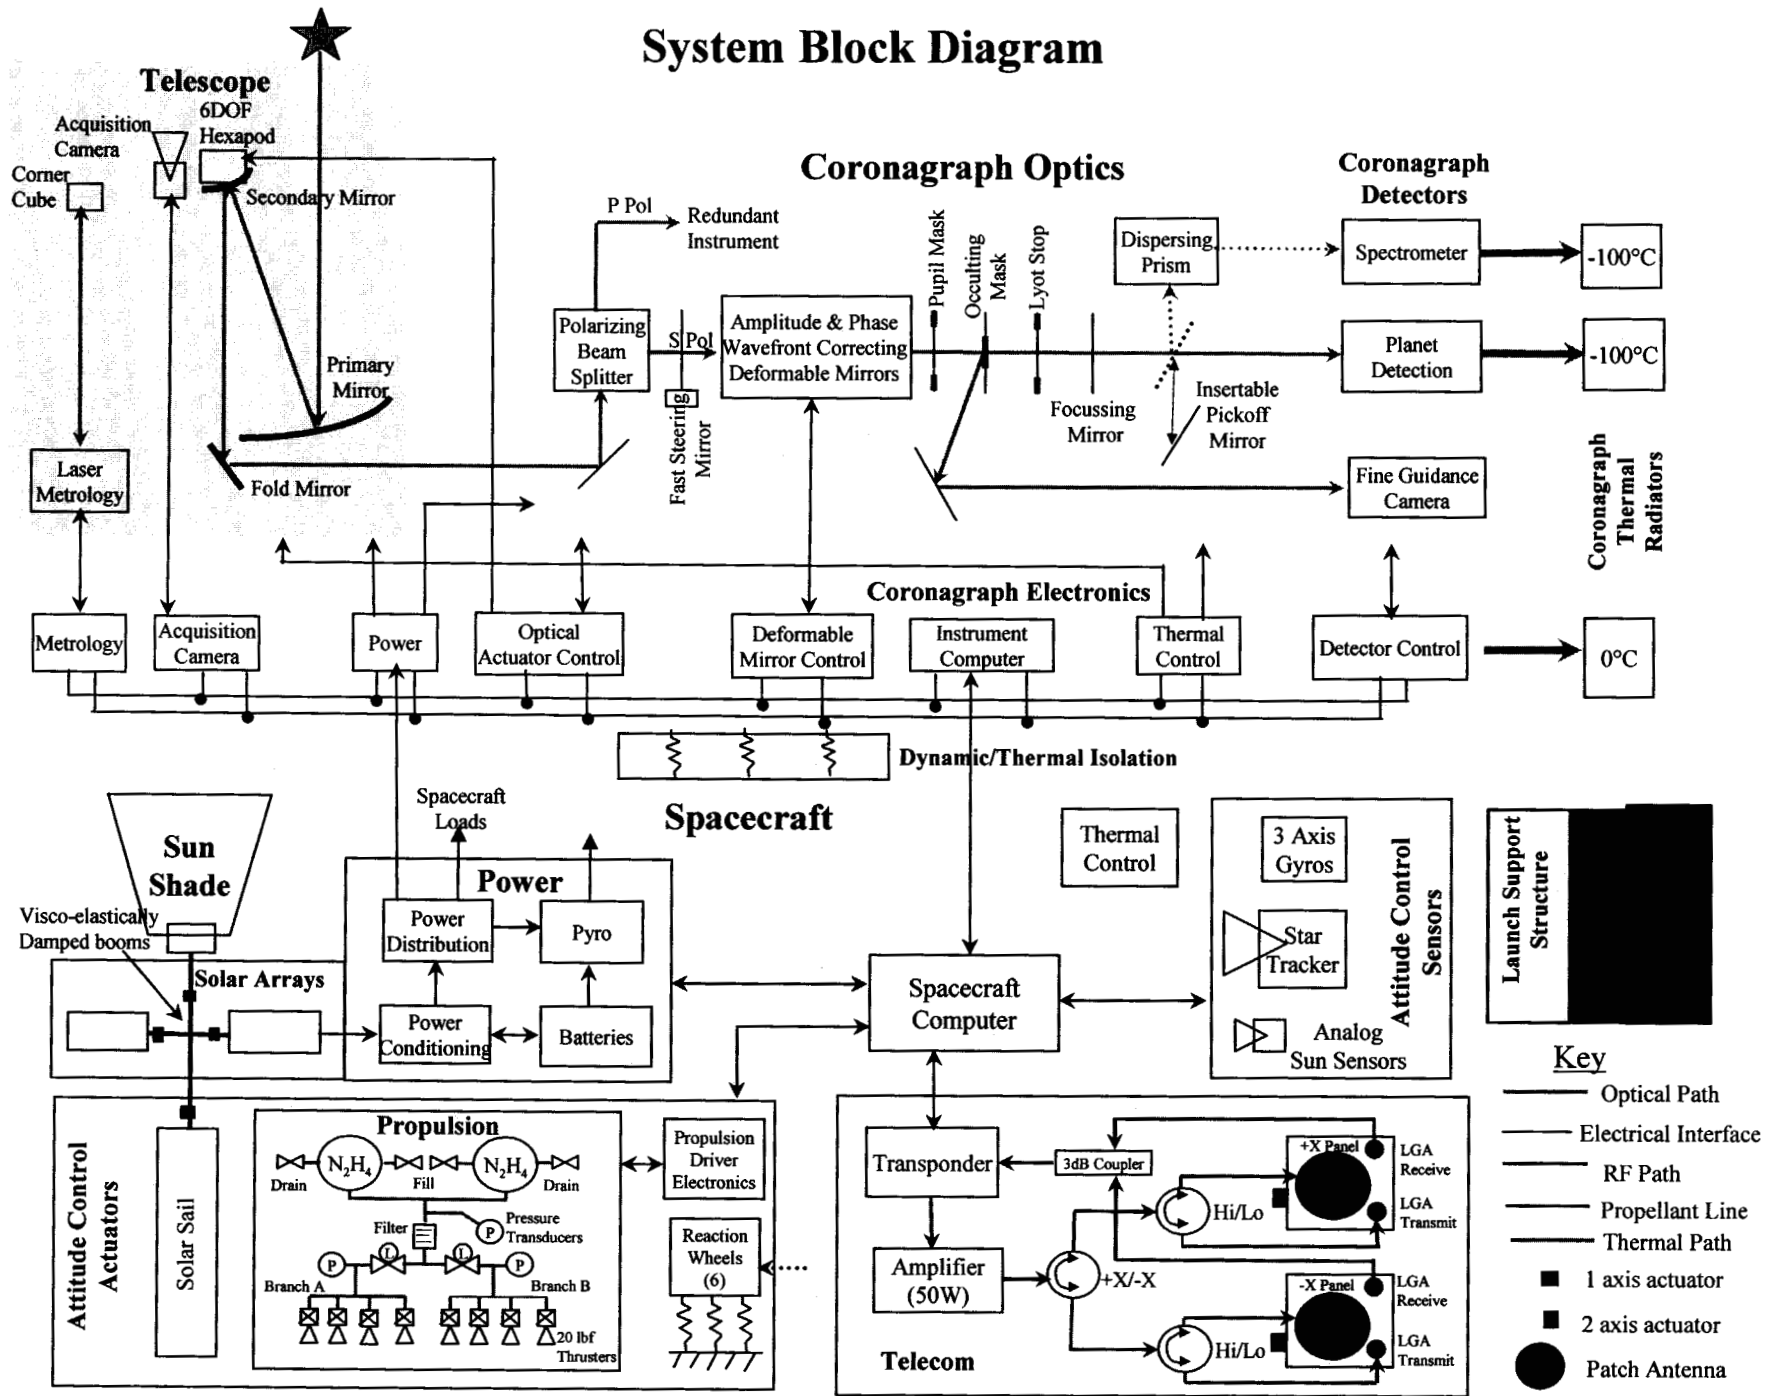 System Block Diagram
Telescope
6DOF
Hexapod
Acquisition
Camera
Corner
Cube
Secondary Mirror
Primary
Mirror
Laser
Metrology
Fold Mirror
Coronagraph Optics
Coronagraph
Detectors
P Pol
Redundant
Instrument
Polarizing
Beam
Splitter
S Pol
Fast Steering
Mirror
Amplitude & Phase
Wavefront Correcting
Deformable Mirrors
Pupil Mask
Occulting
Mask
Lyot Stop
Focussing
Mirror
Dispersing
Prism
Insertable
Pickoff
Mirror
Spectrometer
-100°C
Planet
Detection
-100°C
Fine Guidance
Camera
Coronagraph
Thermal
Radiators
Coronagraph Electronics
Metrology
Acquisition
Camera
Power
Optical
Actuator Control
Deformable
Mirror Control
Instrument
Computer
Thermal
Control
Detector Control
0°C
Dynamic/Thermal Isolation
Spacecraft
Sun
Shade
Visco-elastically
Damped booms
Solar Arrays
Spacecraft
Loads
Power
Power
Distribution
Pyro
Power
Conditioning
Batteries
Spacecraft
Computer
Thermal
Control
3 Axis
Gyros
Star
Tracker
Analog
Sun Sensors
Attitude Control
Sensors
Launch Support
Structure
Attitude Control
Actuators
Solar Sail
Propulsion
N2H4
N2H4
Drain
Fill
Drain
Filter
P
Pressure
Transducers
P
L
L
P
Branch A
Branch B
20 lbf
Thrusters
Propulsion
Driver
Electronics
Reaction
Wheels
(6)
Transponder
3dB Coupler
Amplifier
(50W)
+X/-X
Hi/Lo
Hi/Lo
+X Panel
LGA
Receive
LGA
Transmit
-X Panel
LGA
Receive
LGA
Transmit
Telecom
Key
Optical Path
Electrical Interface
RF Path
Propellant Line
Thermal Path
1 axis actuator
2 axis actuator
Patch Antenna